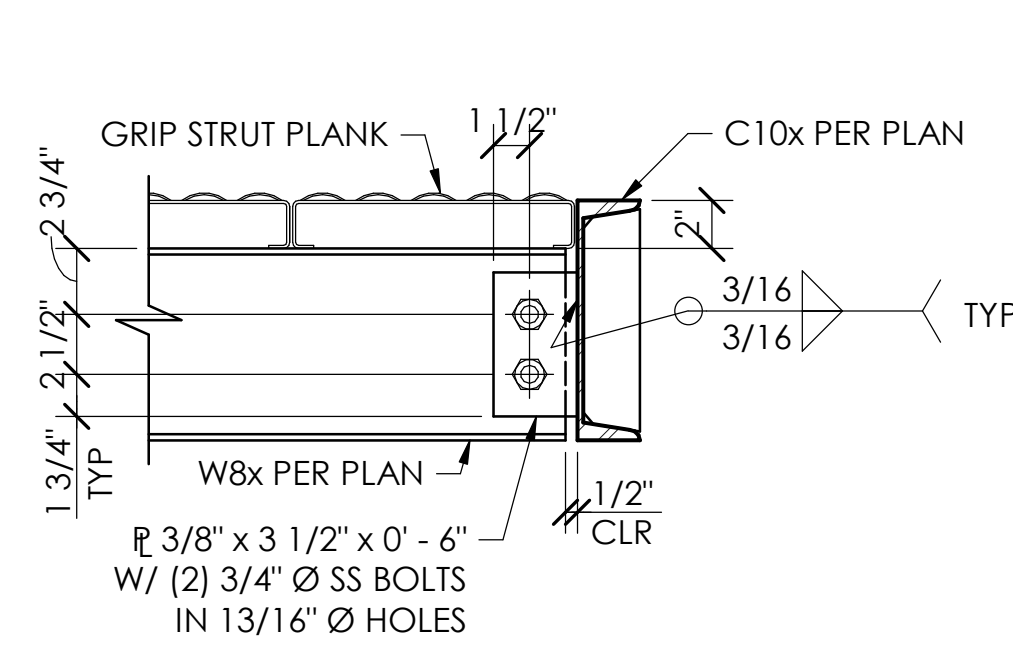 1 1/2"
GRIP STRUT PLANK
C10x PER PLAN
2 3/4"
2"
3/16
3/16
TYP
2 1/2"
1 3/4"
TYP
W8x PER PLAN
1/2"
CLR
℄ 3/8" x 3 1/2" x 0' - 6"
W/ (2) 3/4" Ø SS BOLTS
IN 13/16" Ø HOLES